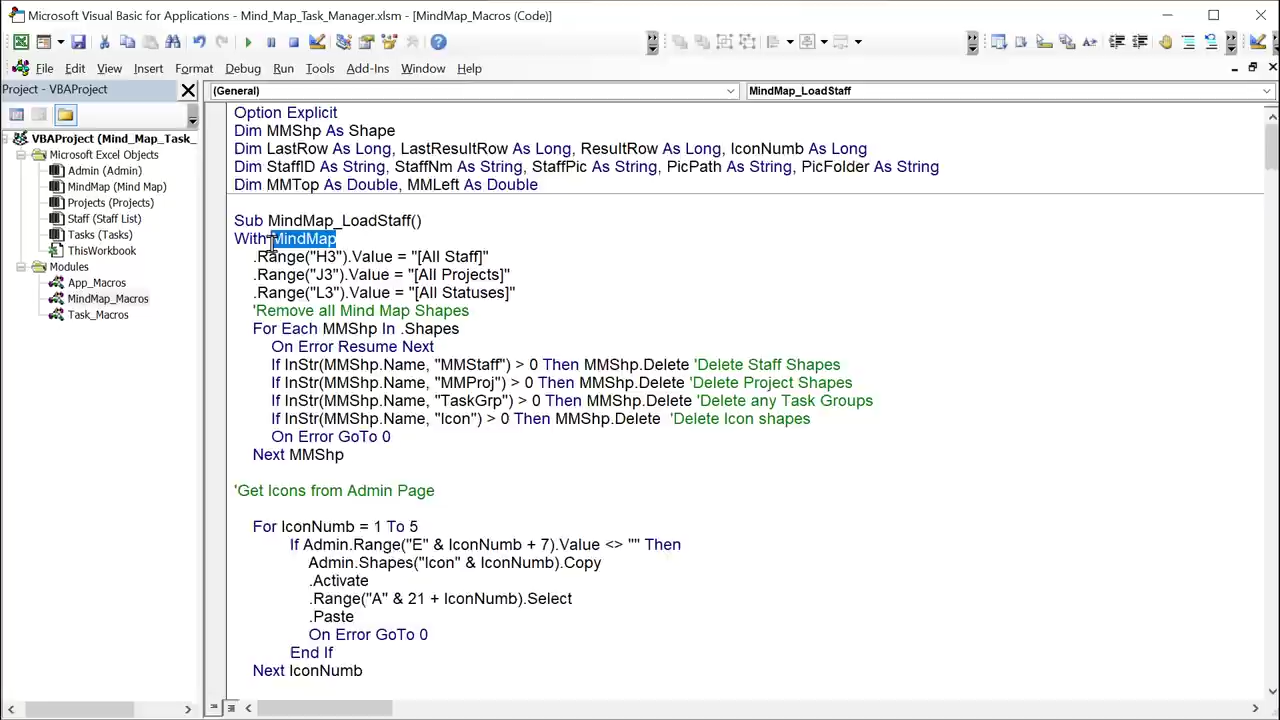 Microsoft Visual Basic for Applications - Mind_Map_Task_Manager.xlsm - [MindMap_Macros (Code)]
File Edit View Insert Format Debug Run Tools Add-Ins Window Help
Project - VBAProject
(General)
MindMap_LoadStaff
VBAProject (Mind_Map_Task_
Microsoft Excel Objects
Admin (Admin)
MindMap (Mind Map)
Projects (Projects)
Staff (Staff List)
Tasks (Tasks)
ThisWorkbook
Modules
App_Macros
MindMap_Macros
Task_Macros
Option Explicit
Dim MMShp As Shape
Dim LastRow As Long, LastResultRow As Long, ResultRow As Long, IconNumb As Long
Dim StaffID As String, StaffNm As String, StaffPic As String, PicPath As String, PicFolder As String
Dim MMTop As Double, MMLeft As Double
Sub MindMap_LoadStaff()
With MindMap
.Range("H3").Value = "[All Staff]"
.Range("J3").Value = "[All Projects]"
.Range("L3").Value = "[All Statuses]"
'Remove all Mind Map Shapes
For Each MMShp In .Shapes
On Error Resume Next
If InStr(MMShp.Name, "MMStaff") > 0 Then MMShp.Delete 'Delete Staff Shapes
If InStr(MMShp.Name, "MMProj") > 0 Then MMShp.Delete 'Delete Project Shapes
If InStr(MMShp.Name, "TaskGrp") > 0 Then MMShp.Delete 'Delete any Task Groups
If InStr(MMShp.Name, "Icon") > 0 Then MMShp.Delete 'Delete Icon shapes
On Error GoTo 0
Next MMShp
'Get Icons from Admin Page
For IconNumb = 1 To 5
If Admin.Range("E" & IconNumb + 7).Value <> "" Then
Admin.Shapes("Icon" & IconNumb).Copy
.Activate
.Range("A" & 21 + IconNumb).Select
.Paste
On Error GoTo 0
End If
Next IconNumb